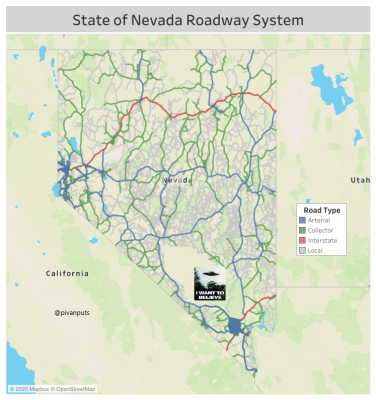 State of Nevada Roadway System
Nevada
Utah
Road Type
Arterial
Collector
Interstate
Local
California
I WANT TO
BELIEVE
@pivanputs
© 2020 Mapbox © OpenStreetMap